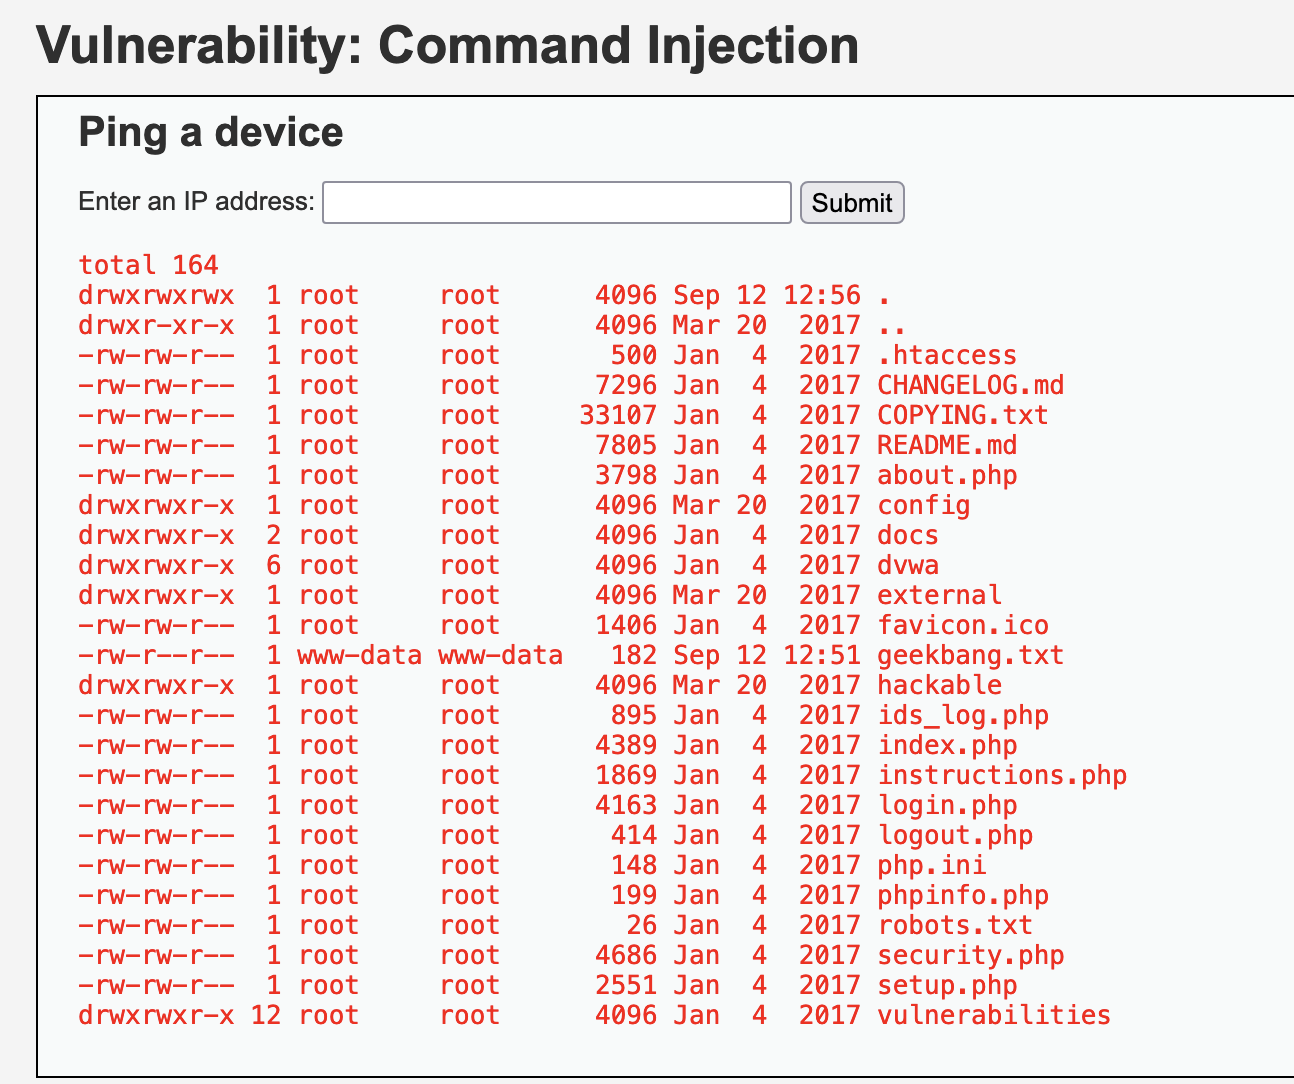 Vulnerability: Command Injection
Ping a device
Enter an IP address: Submit
total 164
drwxrwxrwx  1 root     root      4096 Sep 12 12:56 .
drwxr-xr-x  1 root     root      4096 Mar 20  2017 ..
-rw-rw-r--  1 root     root       500 Jan  4  2017 .htaccess
-rw-rw-r--  1 root     root      7296 Jan  4  2017 CHANGELOG.md
-rw-rw-r--  1 root     root     33107 Jan  4  2017 COPYING.txt
-rw-rw-r--  1 root     root      7805 Jan  4  2017 README.md
-rw-rw-r--  1 root     root      3798 Jan  4  2017 about.php
drwxrwxr-x  1 root     root      4096 Mar 20  2017 config
drwxrwxr-x  2 root     root      4096 Jan  4  2017 docs
drwxrwxr-x  6 root     root      4096 Jan  4  2017 dvwa
drwxrwxr-x  1 root     root      4096 Mar 20  2017 external
-rw-rw-r--  1 root     root      1406 Jan  4  2017 favicon.ico
-rw-r--r--  1 www-data www-data   182 Sep 12 12:51 geekbang.txt
drwxrwxr-x  1 root     root      4096 Mar 20  2017 hackable
-rw-rw-r--  1 root     root       895 Jan  4  2017 ids_log.php
-rw-rw-r--  1 root     root      4389 Jan  4  2017 index.php
-rw-rw-r--  1 root     root      1869 Jan  4  2017 instructions.php
-rw-rw-r--  1 root     root      4163 Jan  4  2017 login.php
-rw-rw-r--  1 root     root       414 Jan  4  2017 logout.php
-rw-rw-r--  1 root     root       148 Jan  4  2017 php.ini
-rw-rw-r--  1 root     root       199 Jan  4  2017 phpinfo.php
-rw-rw-r--  1 root     root        26 Jan  4  2017 robots.txt
-rw-rw-r--  1 root     root      4686 Jan  4  2017 security.php
-rw-rw-r--  1 root     root      2551 Jan  4  2017 setup.php
drwxrwxr-x 12 root     root      4096 Jan  4  2017 vulnerabilities